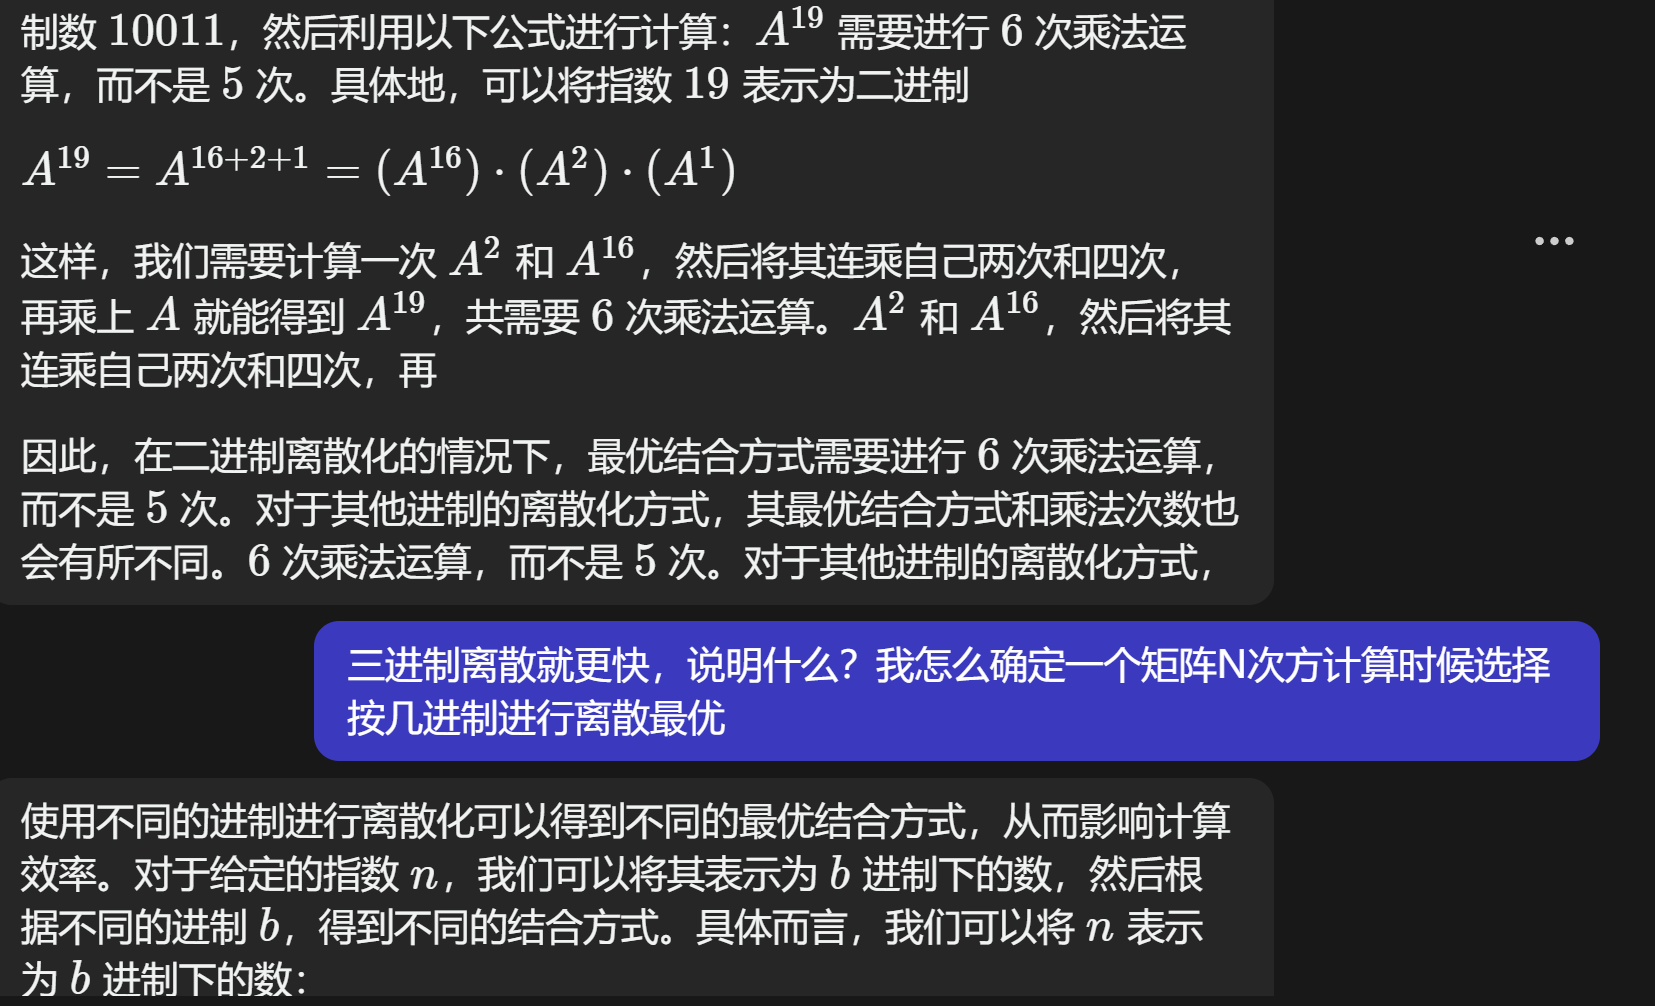 制数 10011，然后利用以下公式进行计算：A^19 需要进行 6 次乘法运
算，而不是 5 次。具体地，可以将指数 19 表示为二进制
A^19 = A^{16+2+1} = (A^16) · (A^2) · (A^1)
这样，我们需要计算一次 A^2 和 A^16，然后将其连乘自己两次和四次，
再乘上 A 就能得到 A^19，共需要 6 次乘法运算。A^2 和 A^16，然后将其
连乘自己两次和四次，再
因此，在二进制离散化的情况下，最优结合方式需要进行 6 次乘法运算，
而不是 5 次。对于其他进制的离散化方式，其最优结合方式和乘法次数也
会有所不同。6 次乘法运算，而不是 5 次。对于其他进制的离散化方式，
三进制离散就更快，说明什么？我怎么确定一个矩阵N次方计算时候选择
按几进制进行离散最优
使用不同的进制进行离散化可以得到不同的最优结合方式，从而影响计算
效率。对于给定的指数 n，我们可以将其表示为 b 进制下的数，然后根
据不同的进制 b，得到不同的结合方式。具体而言，我们可以将 n 表示
为 b 进制下的数：